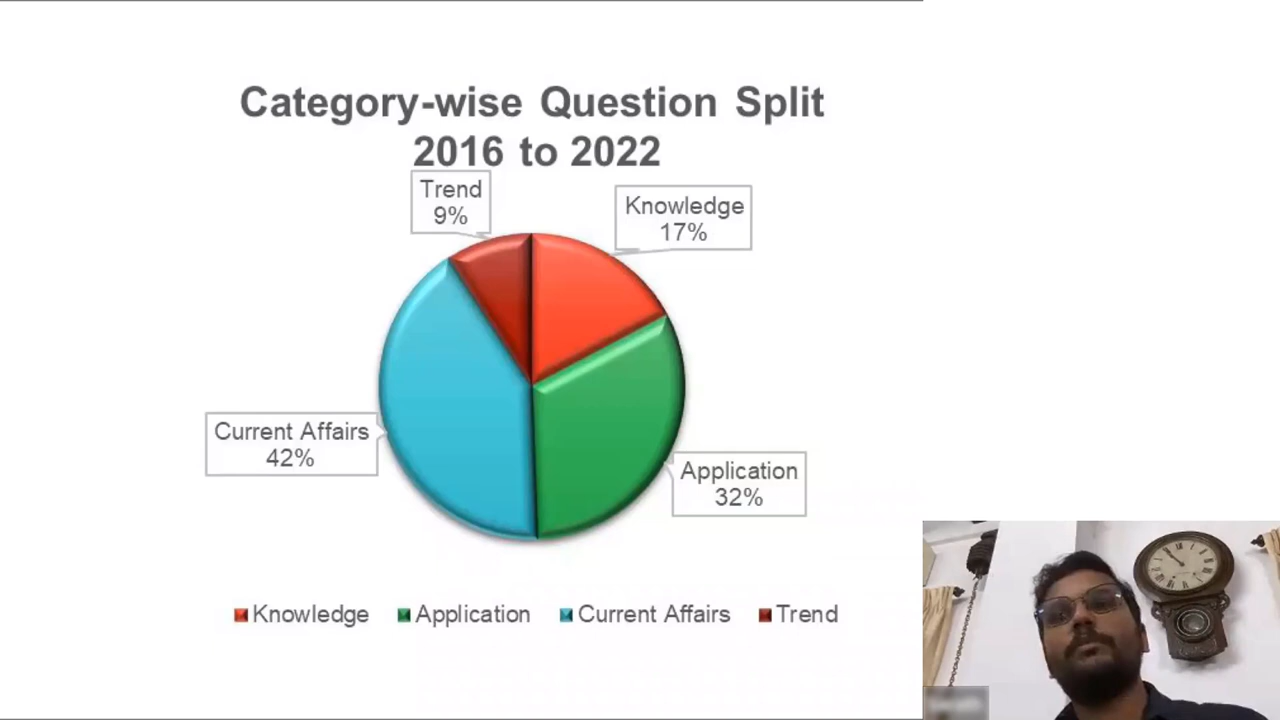 Category-wise Question Split
2016 to 2022
Trend
9%
Knowledge
17%
Current Affairs
42%
Application
32%
Knowledge Application Current Affairs Trend